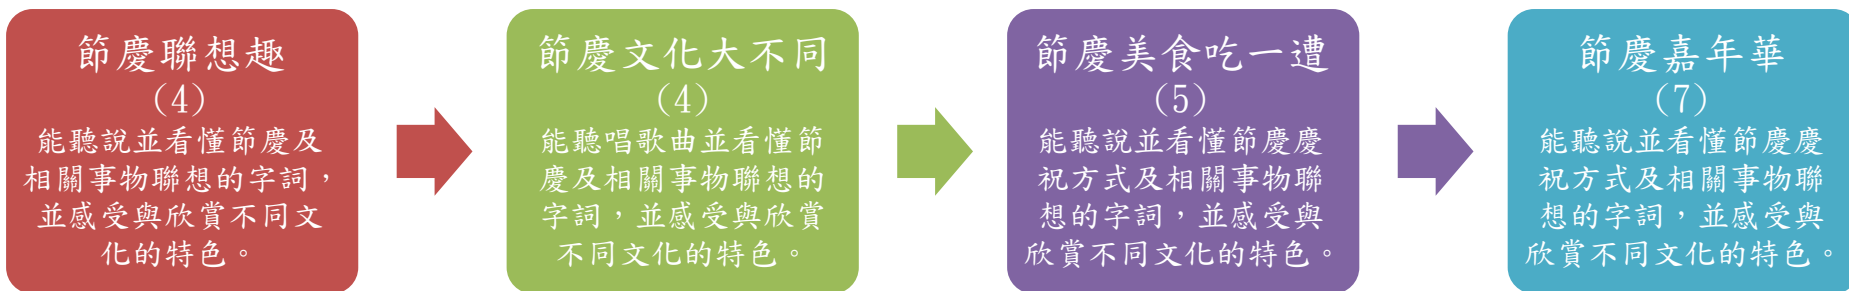 節慶聯想趣
(4)
能聽說並看懂節慶及
相關事物聯想的字詞，
並感受與欣賞不同文
化的特色。
節慶文化大不同
(4)
能聽唱歌曲並看懂節
慶及相關事物聯想的
字詞，並感受與欣賞
不同文化的特色。
節慶美食吃一遭
(5)
能聽說並看懂節慶慶
祝方式及相關事物聯
想的字詞，並感受與
欣賞不同文化的特色。
節慶嘉年華
(7)
能聽說並看懂節慶慶
祝方式及相關事物聯
想的字詞，並感受與
欣賞不同文化的特色。